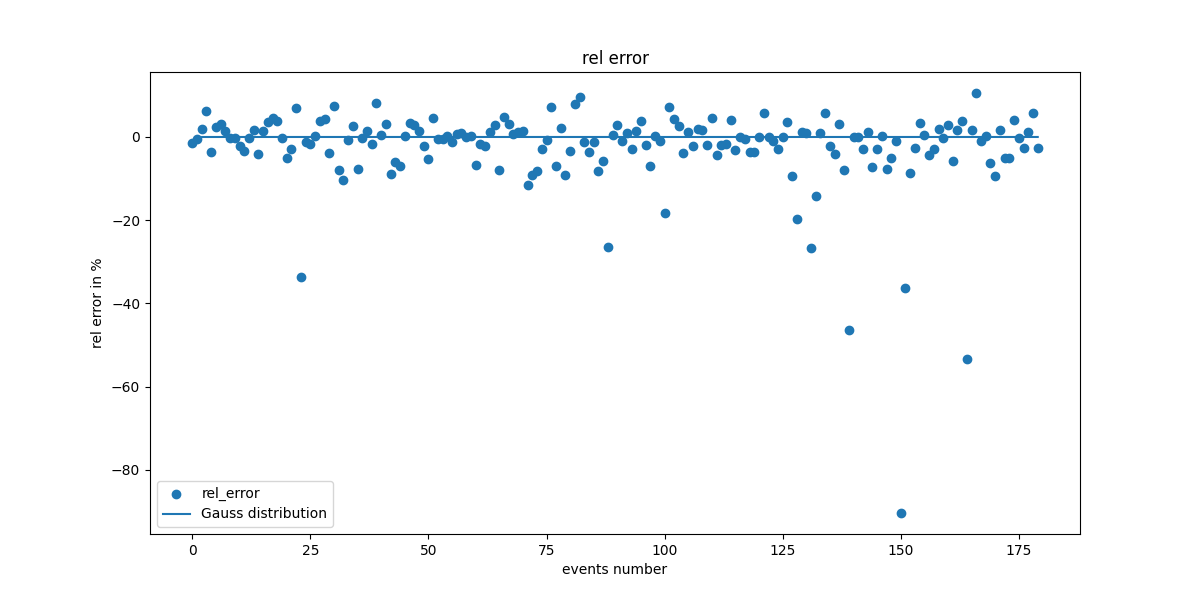 rel error
0
−20
−40
−60
−80
rel error in %
rel_error
Gauss distribution
0
25
50
75
100
125
150
175
events number